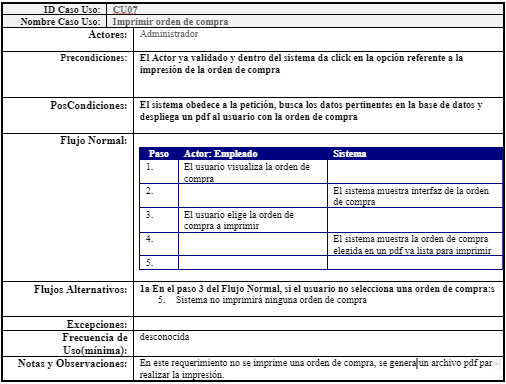 ID Caso Uso: CU07
Nombre Caso Uso: Imprimir orden de compra
Actores: Administrador
Precondiciones: El Actor ya validado y dentro del sistema da click en la opción referente a la
impresión de la orden de compra
PosCondiciones: El sistema obedece a la petición, busca los datos pertinentes en la base de datos y
despliega un pdf al usuario con la orden de compra
Flujo Normal:
Paso Actor: Empleado Sistema
1. El usuario visualiza la orden de
compra
2. El sistema muestra interfaz de la orden
de compra
3. El usuario elige la orden de
compra a imprimir
4. El sistema muestra la orden de compra
elegida en un pdf ya lista para imprimir
5.
Flujos Alternativos: 1a En el paso 3 del Flujo Normal, si el usuario no selecciona una orden de compra:s
5. Sistema no imprimirá ninguna orden de compra
Excepciones:
Frecuencia de
Uso(mínima): desconocida
Notas y Observaciones: En este requerimiento no se imprime una orden de compra, se genera un archivo pdf par
realizar la impresión.